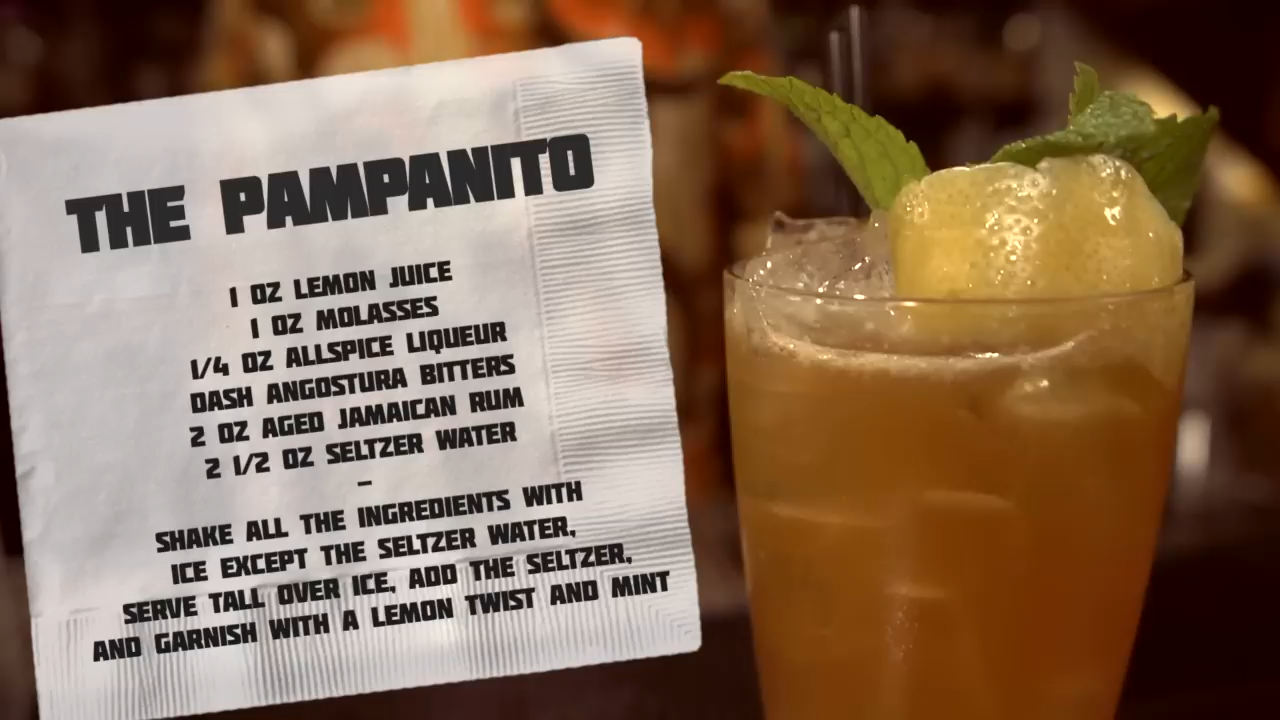 THE PAMPANITO
1 OZ LEMON JUICE
1 OZ MOLASSES
1/4 OZ ALLSPICE LIQUEUR
DASH ANGOSTURA BITTERS
2 OZ AGED JAMAICAN RUM
2 1/2 OZ SELTZER WATER
-
SHAKE ALL THE INGREDIENTS WITH
ICE EXCEPT THE SELTZER WATER,
SERVE TALL OVER ICE, ADD THE SELTZER,
AND GARNISH WITH A LEMON TWIST AND MINT